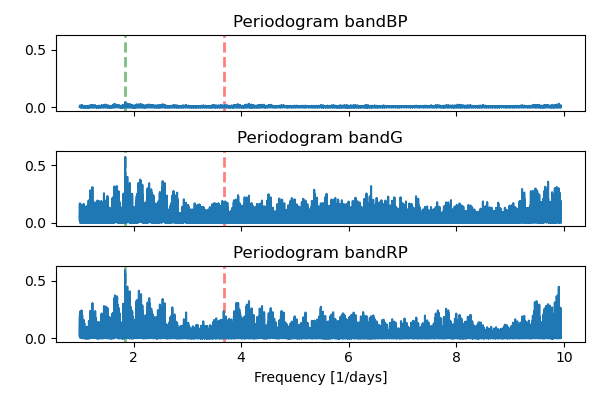 Periodogram bandBP
0.5
0.0
Periodogram bandG
0.5
0.0
Periodogram bandRP
0.5
0.0
2 4 6 8 10
Frequency [1/days]